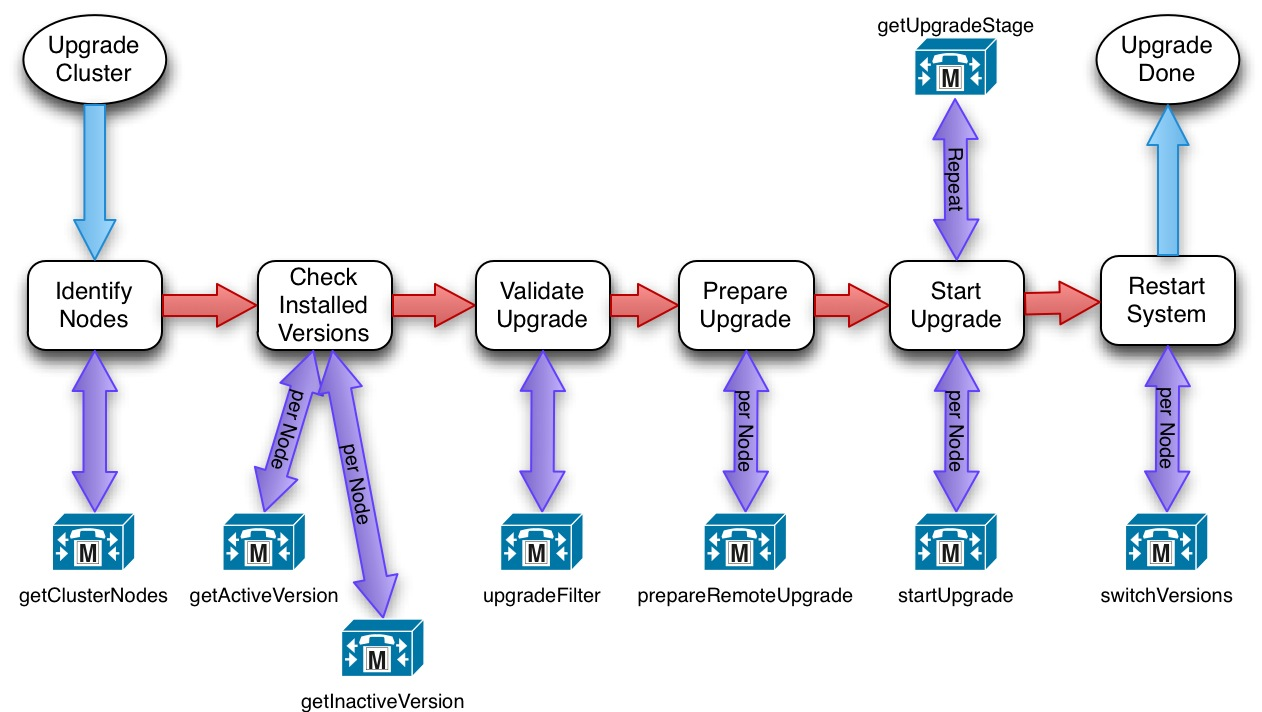 Upgrade
Cluster
getUpgradeStage
M
Upgrade
Done
Repeat
Identify
Nodes
Check
Installed
Versions
Validate
Upgrade
Prepare
Upgrade
Start
Upgrade
Restart
System
per Node
per Node
per Node
per Node
per Node
M
M
M
M
M
M
getClusterNodes
getActiveVersion
upgradeFilter
prepareRemoteUpgrade
startUpgrade
switchVersions
M
getInactiveVersion